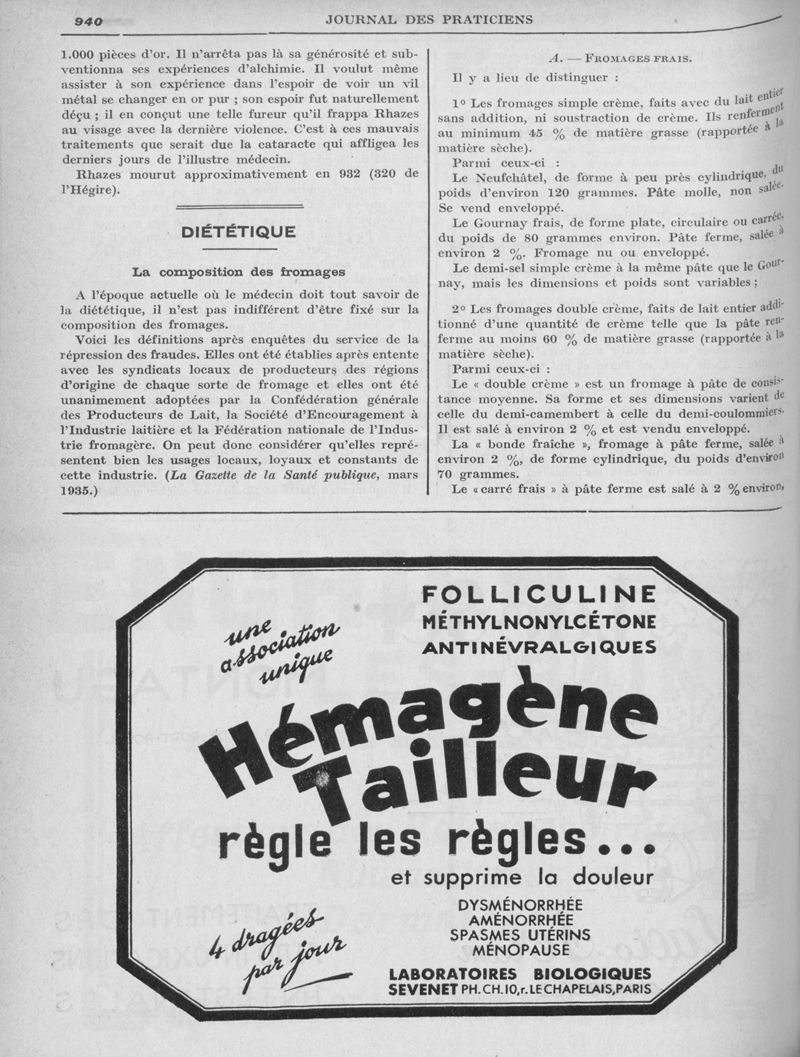 940
JOURNAL DES PRATICIENS
1.000 pièces d'or. Il n'arrêta pas là sa générosité et sub-
ventionna ses expériences d'alchimie. Il voulut même
assister à son expérience dans l'espoir de voir un vil
métal se changer en or pur ; son espoir fut naturellement
déçu ; il en conçut une telle fureur qu'il frappa Rhazes
au visage avec la dernière violence. C'est à ces mauvais
traitements que serait due la cataracte qui affligea les
derniers jours de l'illustre médecin.
Rhazes mourut approximativement en 932 (320 de
l'Hégire).
DIÉTÉTIQUE
La composition des fromages
A l'époque actuelle où le médecin doit tout savoir de
la diététique, il n'est pas indifférent d'être fixé sur la
composition des fromages.
Voici les définitions après enquêtes du service de la
répression des fraudes. Elles ont été établies après entente
avec les syndicats locaux de producteurs des régions
d'origine de chaque sorte de fromage et elles ont été
unanimement adoptées par la Confédération générale
des Producteurs de Lait, la Société d'Encouragement à
l'Industrie laitière et la Fédération nationale de l'Indus-
trie fromagère. On peut donc considérer qu'elles repré-
sentent bien les usages locaux, loyaux et constants de
cette industrie. (La Gazette de la Santé publique, mars
1935.)
A. — FROMAGES FRAIS.
Il y a lieu de distinguer :
1° Les fromages simple crème, faits avec du lait entier
sans addition, ni soustraction de crème. Ils renferment
au minimum 45 % de matière grasse (rapportée à la
matière sèche).
Parmi ceux-ci :
Le Neufchâtel, de forme à peu près cylindrique, du
poids d'environ 120 grammes. Pâte molle, non salée.
Se vend enveloppé.
Le Gournay frais, de forme plate, circulaire ou carrée,
du poids de 80 grammes environ. Pâte ferme, salée à
environ 2 %. Fromage nu ou enveloppé.
Le demi-sel simple crème à la même pâte que le Gour-
nay, mais les dimensions et poids sont variables ;
2° Les fromages double crème, faits de lait entier addi-
tionné d'une quantité de crème telle que la pâte ren-
ferme au moins 60 % de matière grasse (rapportée à la
matière sèche).
Parmi ceux-ci :
Le « double crème » est un fromage à pâte de consis-
tance moyenne. Sa forme et ses dimensions varient de
celle du demi-camembert à celle du demi-coulommiers.
Il est salé à environ 2 % et est vendu enveloppé.
La « bonde fraîche », fromage à pâte ferme, salée à
environ 2 %, de forme cylindrique, du poids d'environ
70 grammes.
Le « carré frais » à pâte ferme est salé à 2 % environ,
une
association
unique
FOLLICULINE
MÉTHYLNONYLCÉTONE
ANTINÉVRALGIQUES
Hémagène
Tailleur
règle les règles...
et supprime la douleur
4 dragées
par jour
DYSMÉNORRHÉE
AMÉNORRHÉE
SPASMES UTÉRINS
MÉNOPAUSE
LABORATOIRES BIOLOGIQUES
SEVENET PH. CH. 10, r. LE CHAPELAIS, PARIS